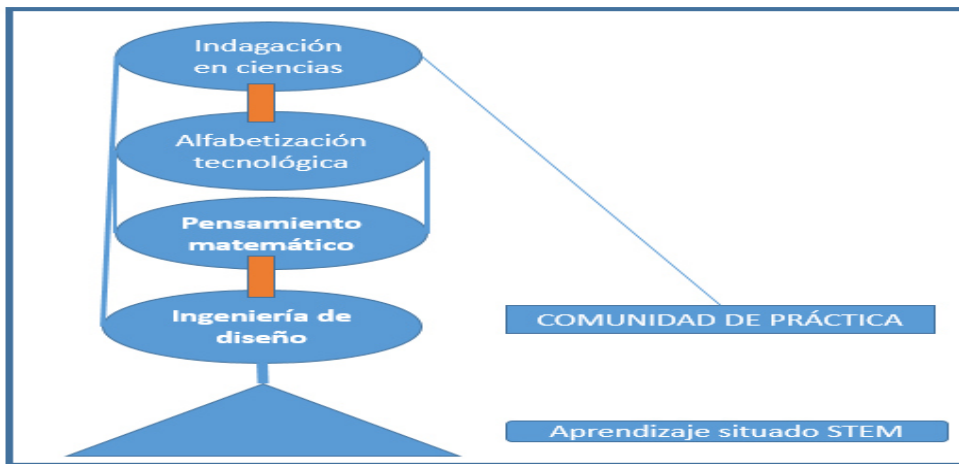 Indagación
en ciencias
Alfabetización
tecnológica
Pensamiento
matemático
Ingeniería de
diseño
COMUNIDAD DE PRÁCTICA
Aprendizaje situado STEM